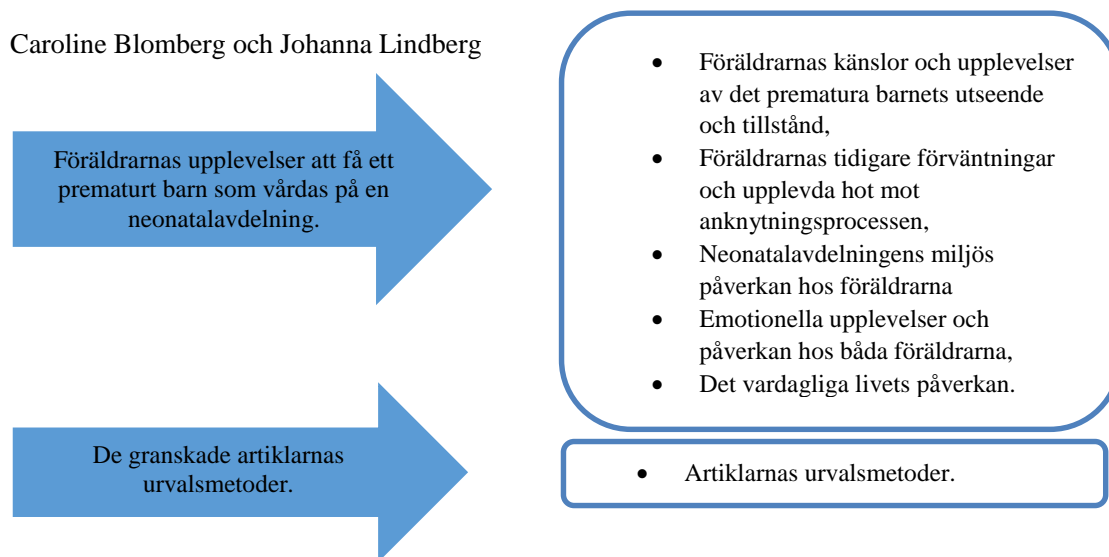 Caroline Blomberg och Johanna Lindberg
Föräldrarnas upplevelser att få ett
prematurt barn som vårdas på en
neonatalavdelning.
• Föräldrarnas känslor och upplevelser
av det prematura barnets utseende
och tillstånd,
• Föräldrarnas tidigare förväntningar
och upplevda hot mot
anknytningsprocessen,
• Neonatalavdelningens miljös
påverkan hos föräldrarna
• Emotionella upplevelser och
påverkan hos båda föräldrarna,
• Det vardagliga livets påverkan.
De granskade artiklarnas
urvalsmetoder.
• Artiklarnas urvalsmetoder.